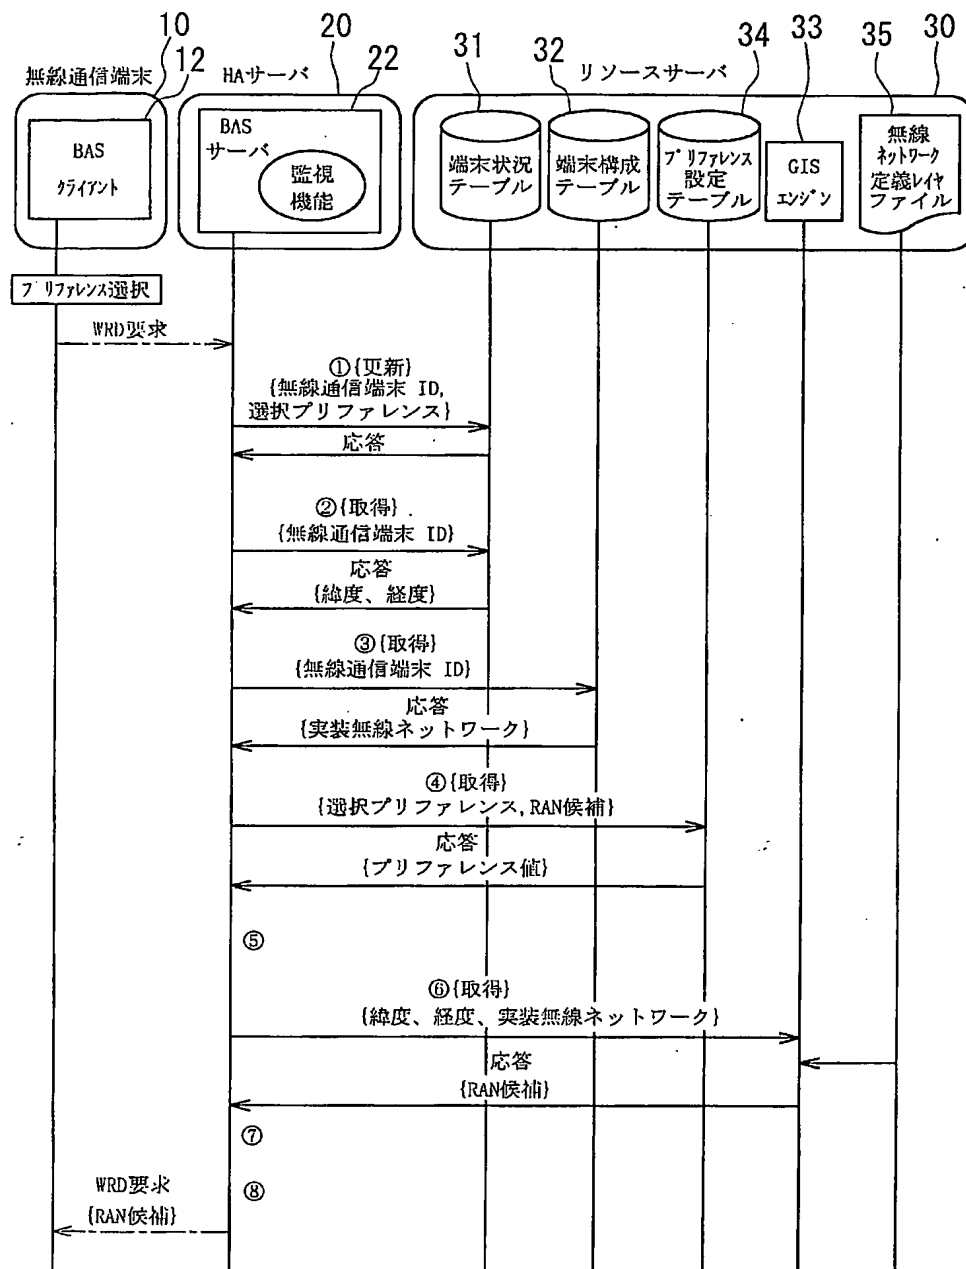 10
12
無線通信端末
BAS
クライアント
20
22
HAサーバ
BAS
サーバ
監視
機能
31
32
34
33
35
30
リソースサーバ
端末状況
テーブル
端末構成
テーブル
プリファレンス
設定
テーブル
GIS
エンジン
無線
ネットワーク
定義レイヤ
ファイル
プリファレンス選択
WRD要求
①{更新}
{無線通信端末 ID,
選択プリファレンス}
応答
②{取得}
{無線通信端末 ID}
応答
{緯度、経度}
③{取得}
{無線通信端末 ID}
応答
{実装無線ネットワーク}
④{取得}
{選択プリファレンス,RAN候補}
応答
{プリファレンス値}
⑤
⑥{取得}
{緯度、経度、実装無線ネットワーク}
応答
{RAN候補}
⑦
⑧
WRD要求
{RAN候補}